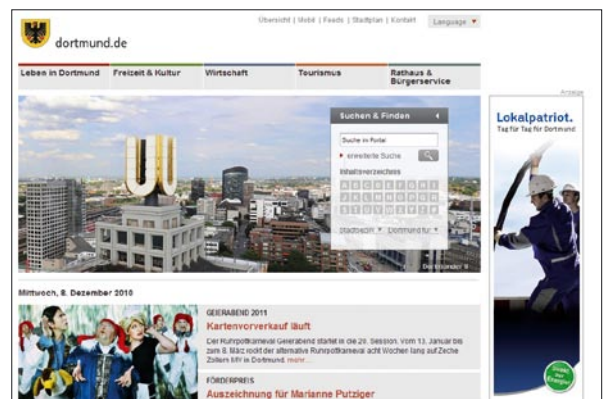 Übersicht | Mobil | Feeds | Stadtplan | Kontakt Language
dortmund.de
Leben in Dortmund Freizeit & Kultur Wirtschaft Tourismus Rathaus & Bürgerservice
Anzeige
Suchen & Finden
Suche im Portal
erweiterte Suche
Inhaltsverzeichnis
A B C D E F G H I
J K L M N O P Q R
S T U V W X Y Z #
Stadtbezirk Dortmund für
Dortmunder U
Lokalpatriot.
Tag für Tag für Dortmund
Mittwoch, 8. Dezember 2010
GEIERABEND 2011
Kartenvorverkauf läuft
Der Ruhrpottkarneval Geierabend startet in die 20. Session. Vom 13. Januar bis
zum 8. März rockt der alternative Ruhrpottkarneval acht Wochen lang auf Zeche
Zollern II/IV in Dortmund. mehr...
FÖRDERPREIS
Auszeichnung für Marianne Putziger